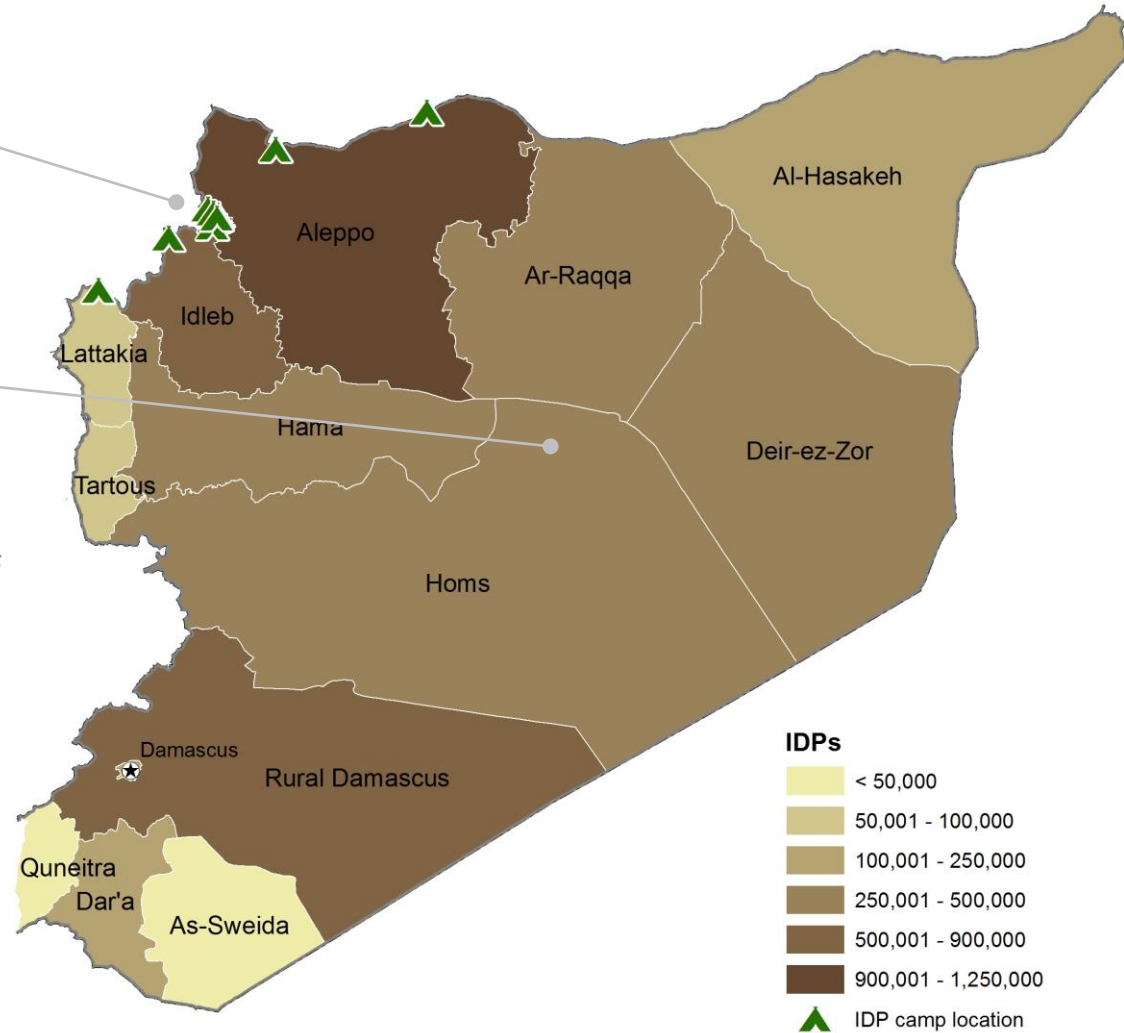 Al-Hasakeh
Aleppo
Ar-Raqqa
Idleb
Lattakia
Hama
Deir-ez-Zor
Tartous
Homs
Damascus
Rural Damascus
Quneitra
Dar'a
As-Sweida
IDPs
< 50,000
50,001 - 100,000
100,001 - 250,000
250,001 - 500,000
500,001 - 900,000
900,001 - 1,250,000
IDP camp location